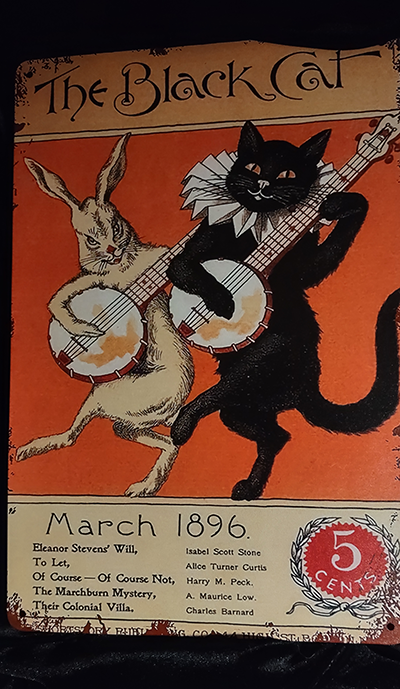 The Black Cat
March 1896.
Eleanor Stevens' Will, Isabel Scott Stone
To Let, Alice Turner Curtis
Of Course — Of Course Not, Harry M. Peck.
The Marchburn Mystery, A. Maurice Low.
Their Colonial Villa. Charles Barnard
5
CENTS